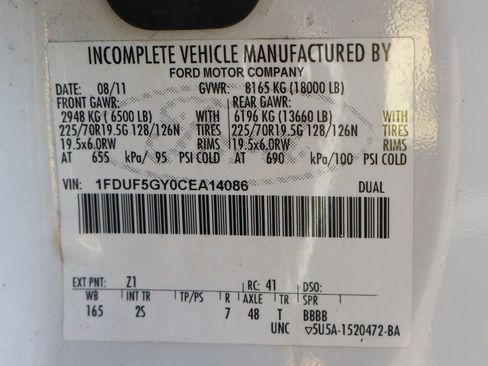 INCOMPLETE VEHICLE MANUFACTURED BY
FORD MOTOR COMPANY
DATE: 08/11 GVWR: 8165 KG (18000 LB)
FRONT GAWR: REAR GAWR:
2948 KG ( 6500 LB) WITH 6196 KG (13660 LB) WITH
225/70R19.5G 128/126N TIRES 225/70R19.5G 128/126N TIRES
19.5x6.0RW RIMS 19.5x6.0RW RIMS
AT 655 kPa/ 95 PSI COLD AT 690 kPa/100 PSI COLD
VIN: 1FDUF5GY0CEA14086 DUAL
EXT PNT: Z1 RC: 41 DSO:
WB INT TR TP/PS R AXLE TR SPR
165 2S 7 48 T BBBB
UNC ▽5U5A-1520472-BA